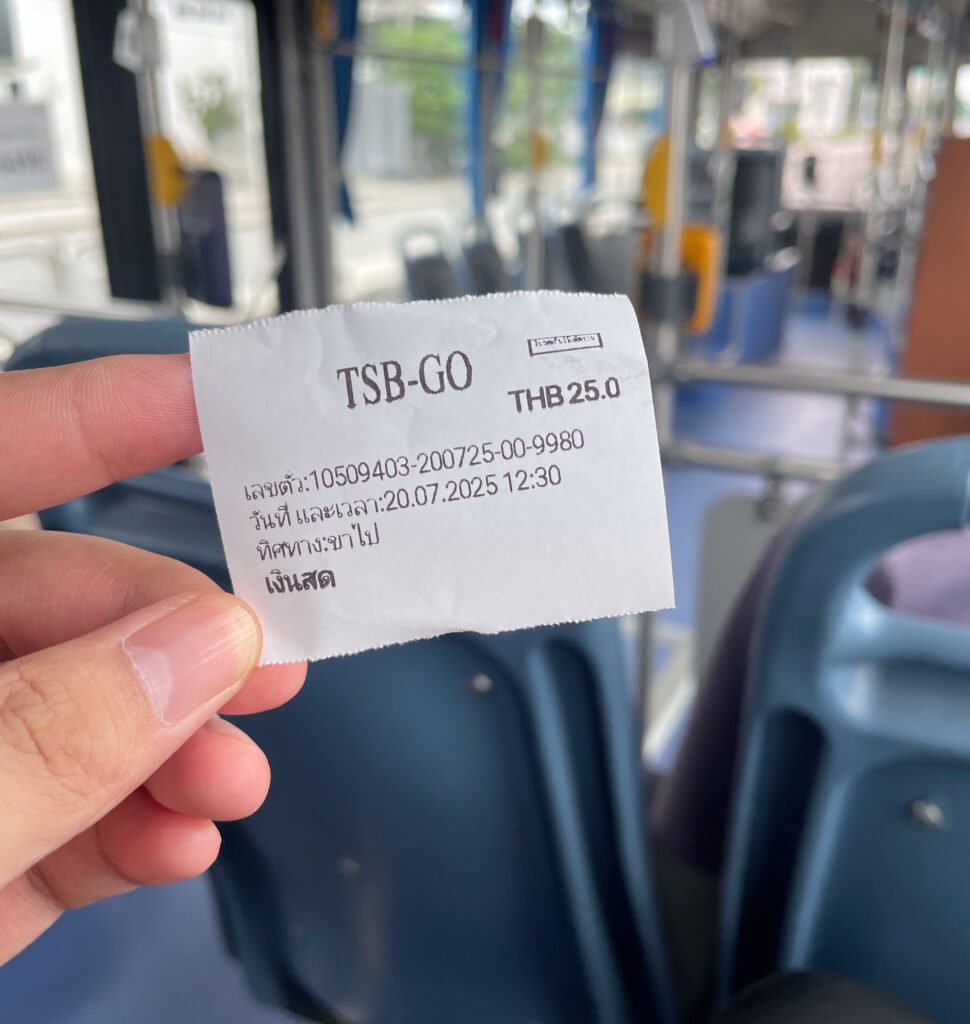 TSB-GO
THB 25.0
เลขตั๋ว:10509403-200725-00-9980
วันที่ และเวลา:20.07.2025 12:30
ทิศทาง:ขาไป
เงินสด